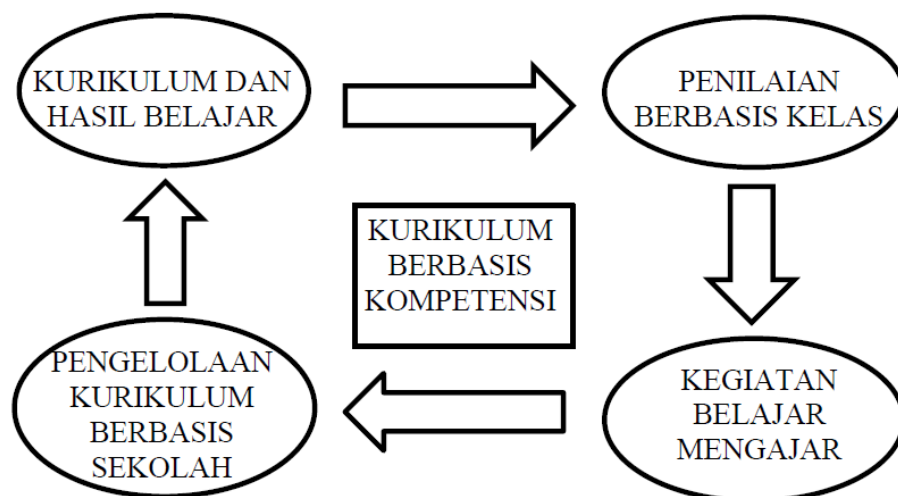 KURIKULUM DAN
HASIL BELAJAR
PENILAIAN
BERBASIS KELAS
KURIKULUM
BERBASIS
KOMPETENSI
PENGELOLAAN
KURIKULUM
BERBASIS
SEKOLAH
KEGIATAN
BELAJAR
MENGAJAR